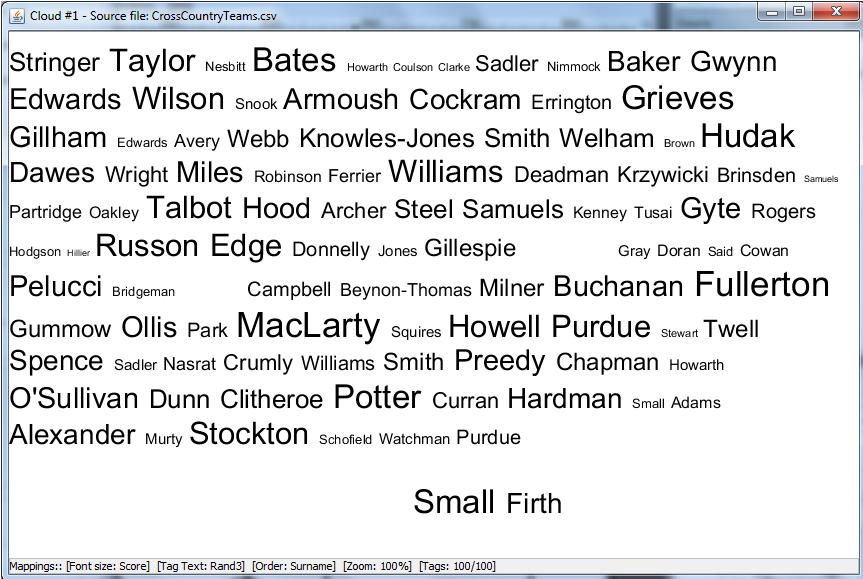 Cloud #1 - Source file: CrossCountryTeams.csv
Stringer Taylor Nesbitt Bates Howarth Coulson Clarke Sadler Nimmock Baker Gwynn
Edwards Wilson Snook Armoush Cockram Errington Grieves
Gillham Edwards Avery Webb Knowles-Jones Smith Welham Brown Hudak
Dawes Wright Miles Robinson Ferrier Williams Deadman Krzywicki Brinsden Samuels
Partridge Oakley Talbot Hood Archer Steel Samuels Kenney Tusai Gyte Rogers
Hodgson Hillier Russon Edge Donnelly Jones Gillespie Gray Doran Said Cowan
Pelucci Bridgeman Campbell Beynon-Thomas Milner Buchanan Fullerton
Gummow Ollis Park MacLarty Squires Howell Purdue Stewart Twell
Spence Sadler Nasrat Crumly Williams Smith Preedy Chapman Howarth
O'Sullivan Dunn Clitheroe Potter Curran Hardman Small Adams
Alexander Murty Stockton Schofield Watchman Purdue
Small Firth
Mappings:: [Font size: Score] [Tag Text: Rand3] [Order: Surname] [Zoom: 100%] [Tags: 100/100]